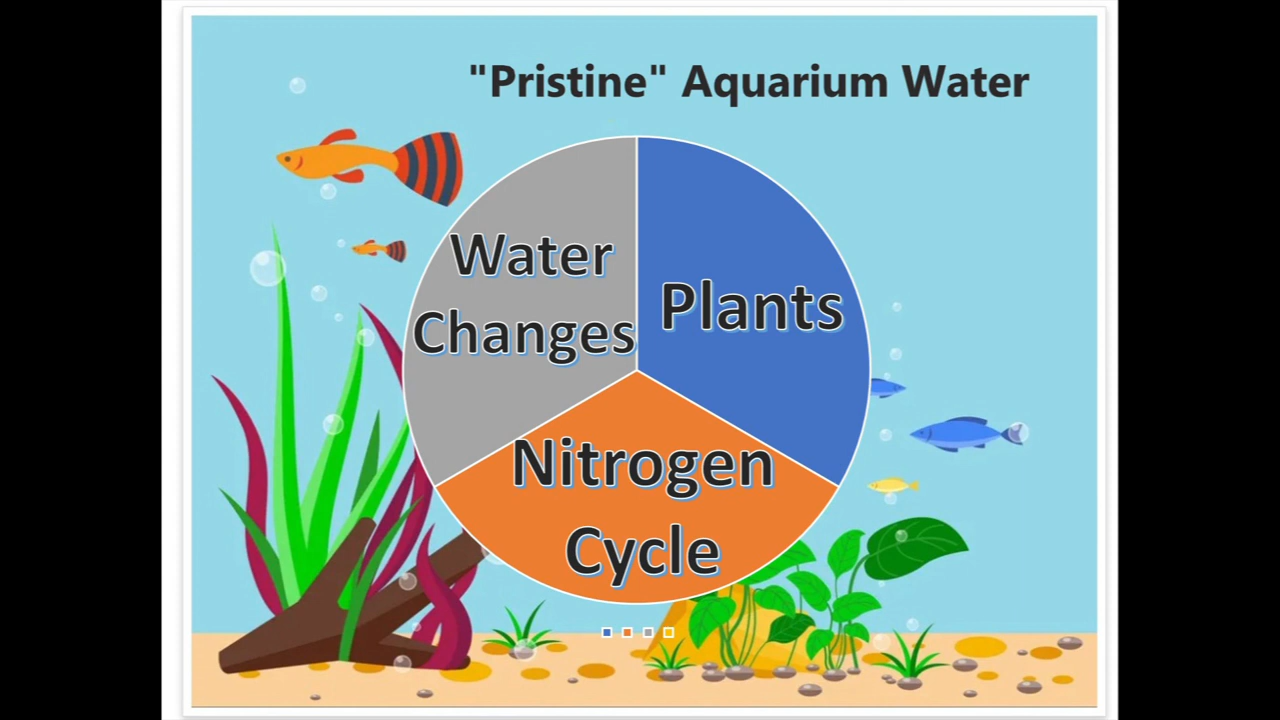 "Pristine" Aquarium Water
Water
Changes
Plants
Nitrogen
Cycle